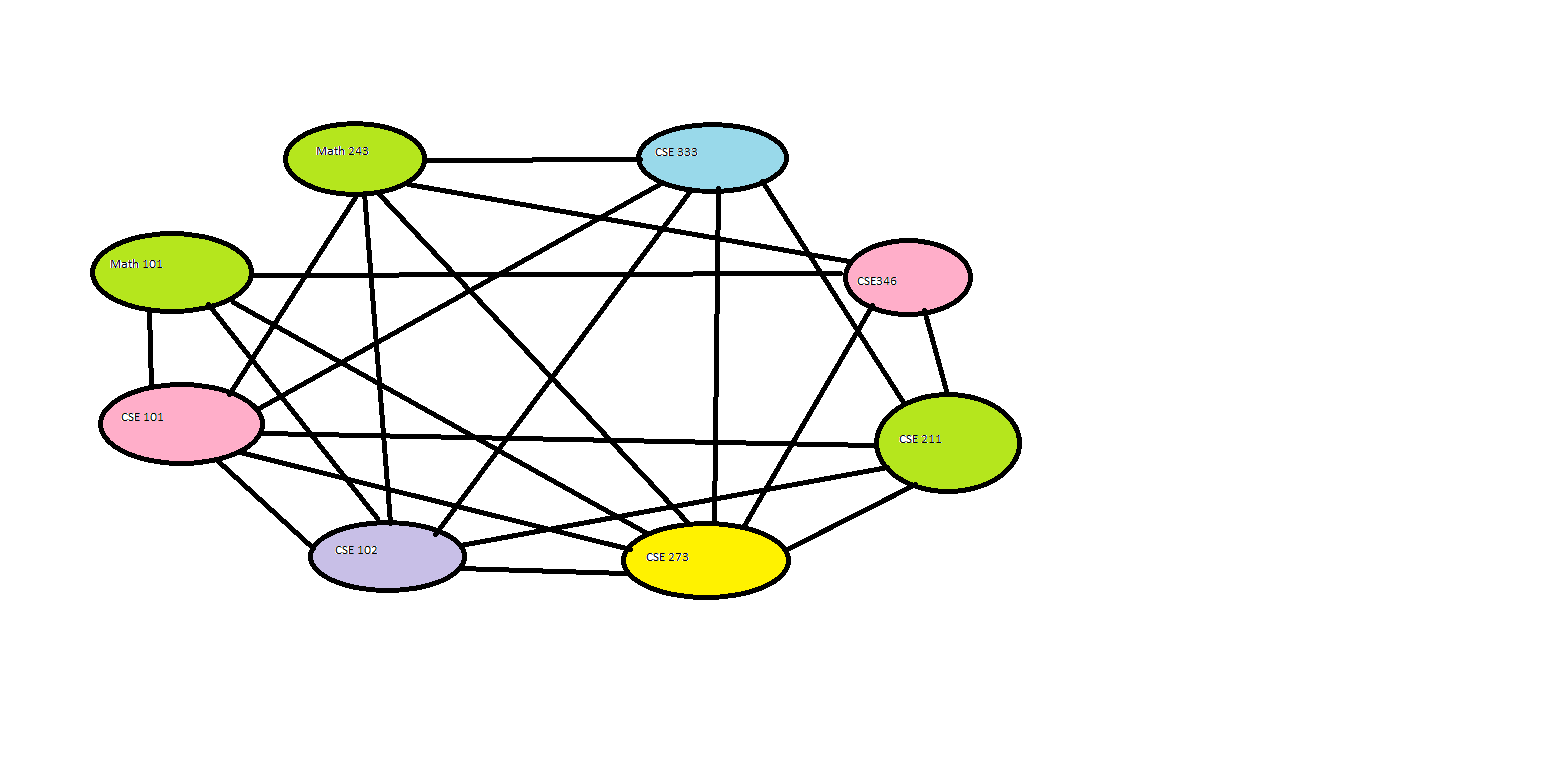 Math 243
CSE 333
Math 101
CSE346
CSE 101
CSE 211
CSE 102
CSE 273